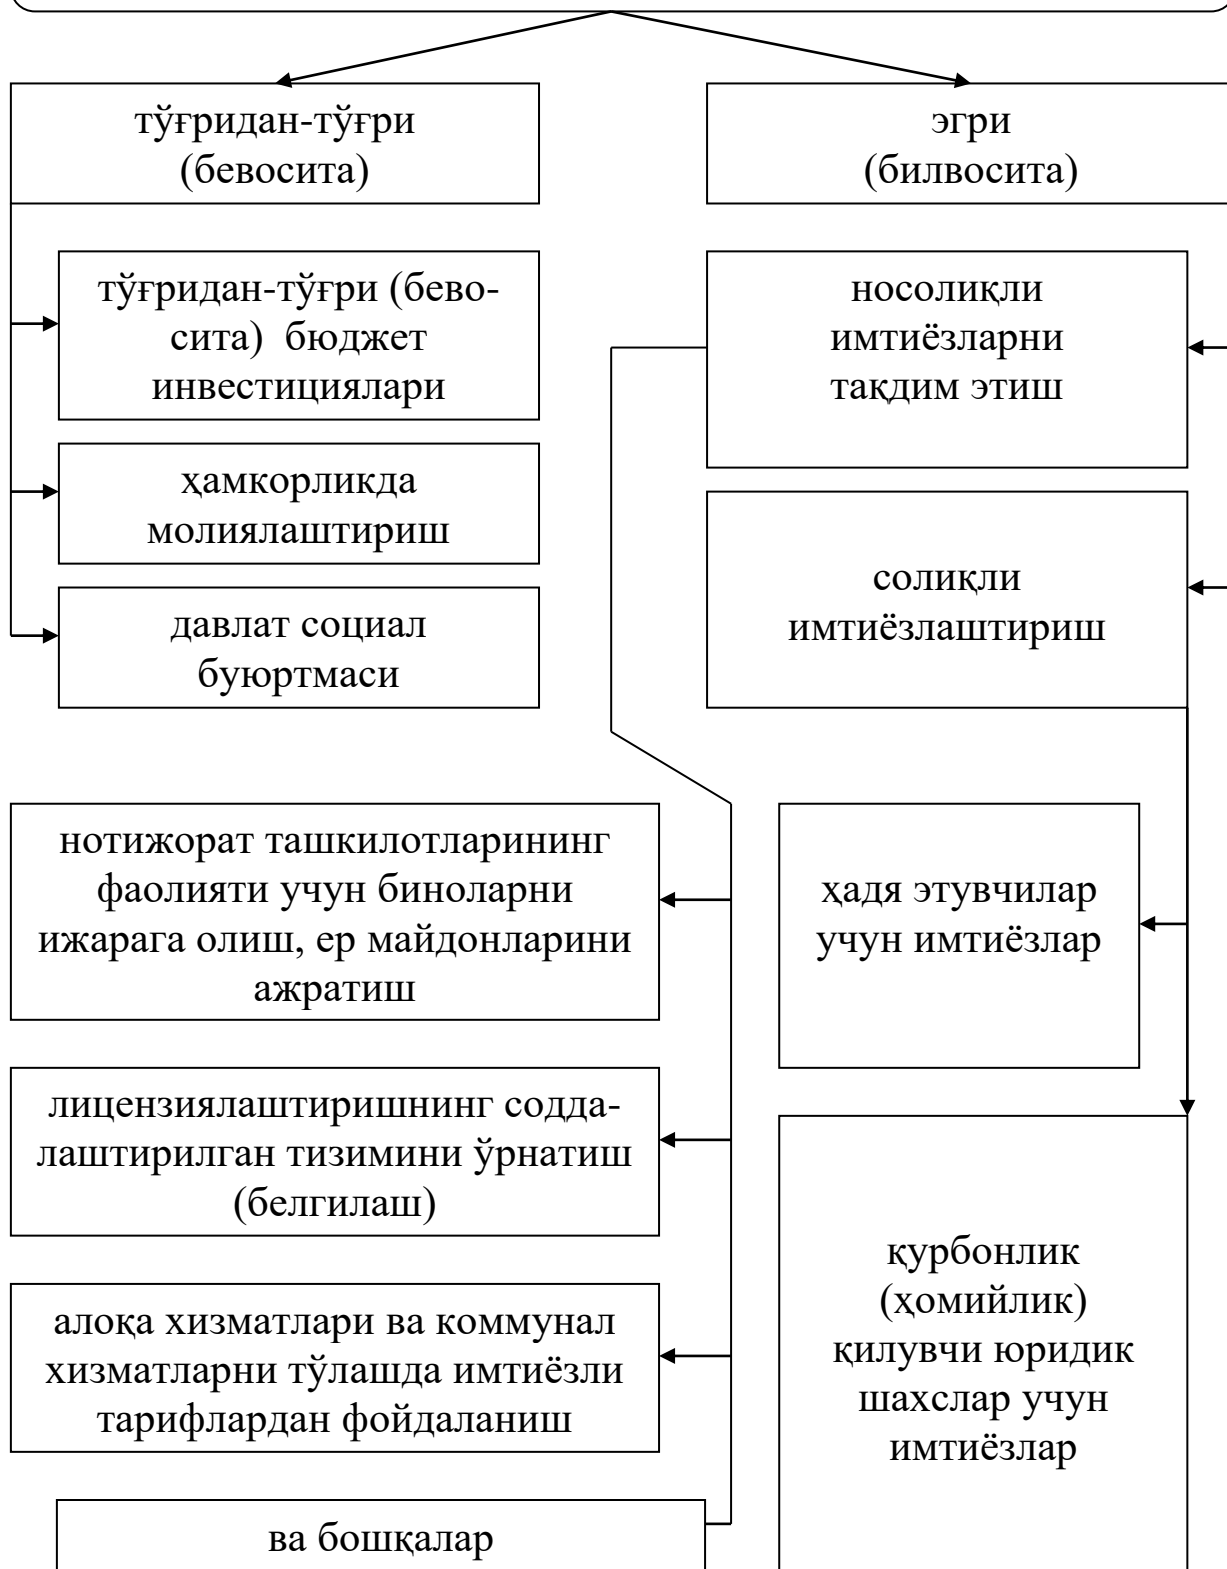 тўғридан-тўғри
(бевосита)
эгри
(билвосита)
тўғридан-тўғри (бево-
сита) бюджет
инвестициялари
ҳамкорликда
молиялаштириш
давлат социал
буюртмаси
носолиқли
имтиёзларни
тақдим этиш
солиқли
имтиёзлаштириш
нотижорат ташкилотларининг
фаолияти учун биноларни
ижарага олиш, ер майдонларини
ажратиш
лицензиялаштиришнинг содда-
лаштирилган тизимини ўрнатиш
(белгилаш)
алоқа хизматлари ва коммунал
хизматларни тўлашда имтиёзли
тарифлардан фойдаланиш
ва бошқалар
ҳадя этувчилар
учун имтиёзлар
қурбонлик
(ҳомийлик)
қилувчи юридик
шахслар учун
имтиёзлар